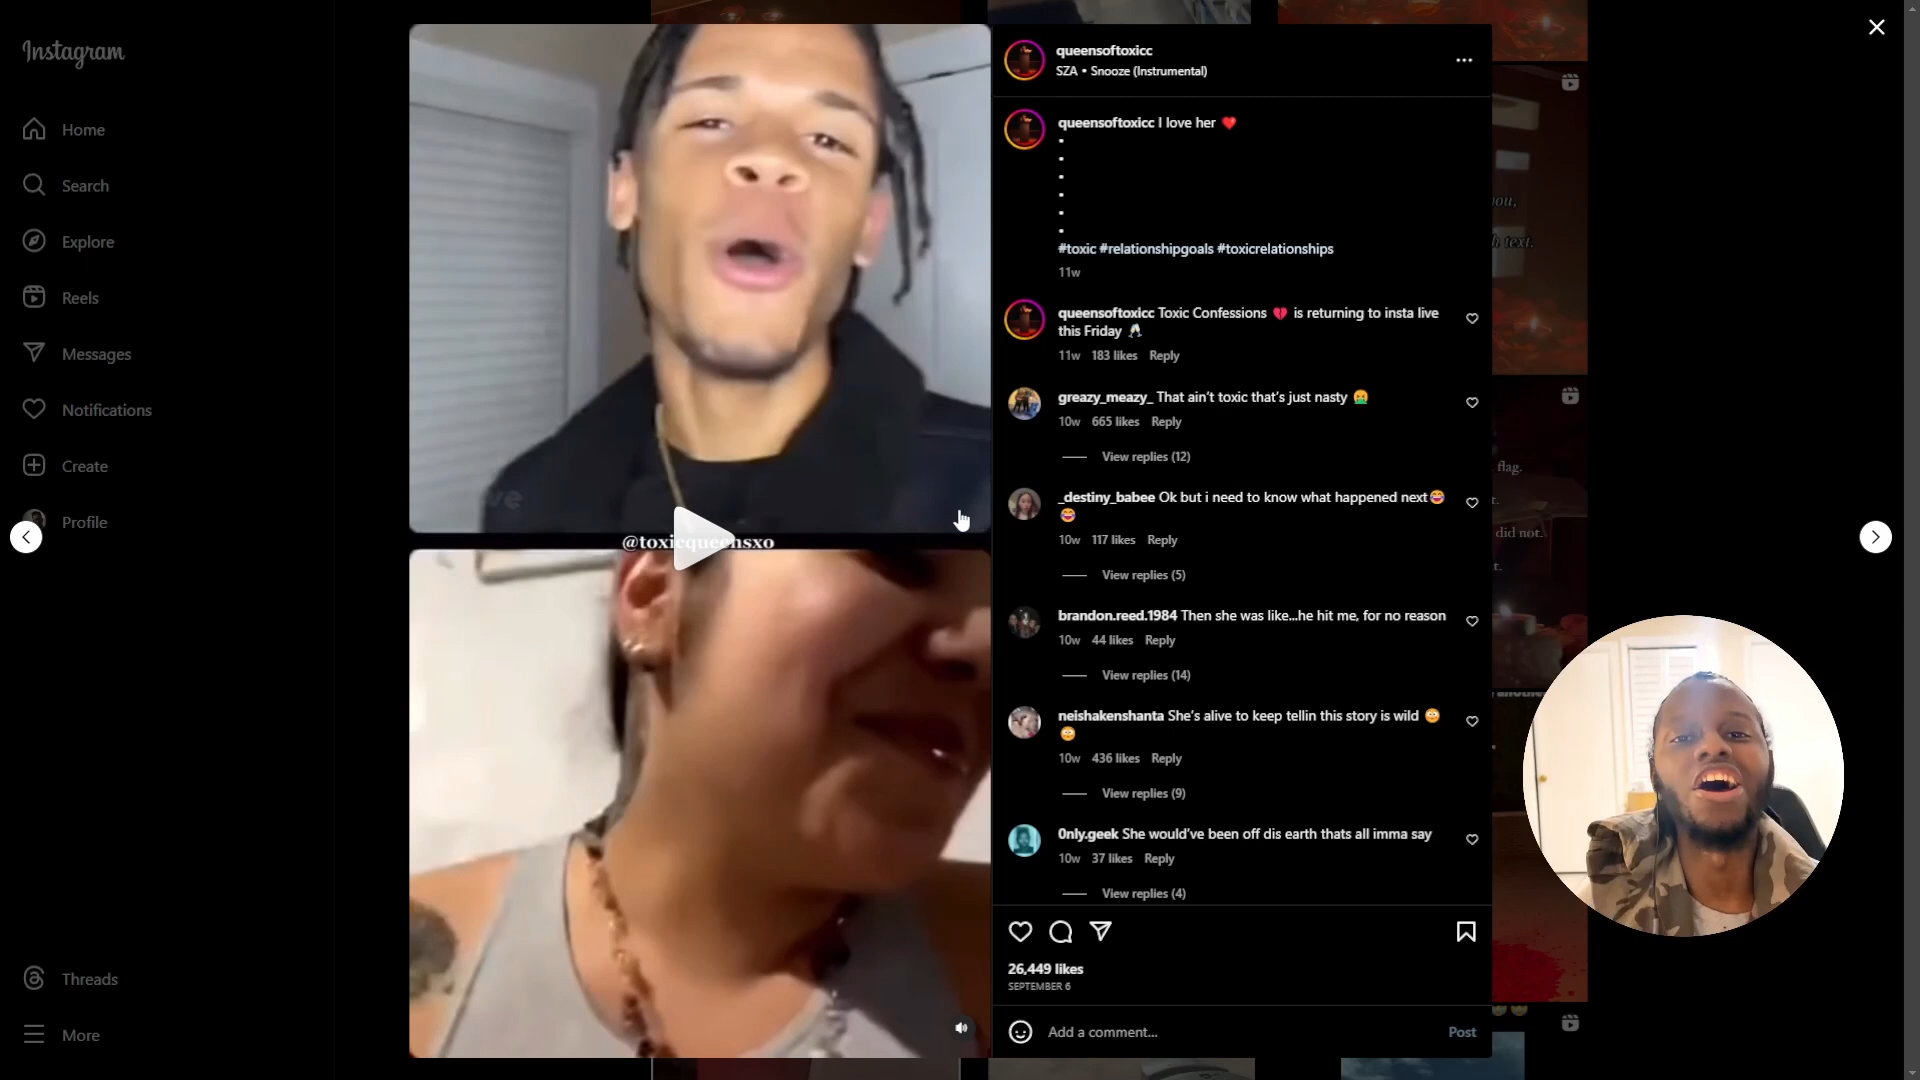 Instagram
Home
Search
Explore
Reels
Messages
Notifications
Create
Profile
Threads
More
@toxicqueensxo
queensoftoxicc
SZA • Snooze (Instrumental)
queensoftoxicc I love her ❤️
•
•
•
•
•
•
#toxic #relationshipgoals #toxicrelationships
11w
queensoftoxicc Toxic Confessions 💔 is returning to insta live
this Friday 🥂
11w 183 likes Reply
greazy_meazy_ That ain’t toxic that’s just nasty 🤮
10w 665 likes Reply
View replies (12)
_destiny_babee Ok but i need to know what happened next😂
😂
10w 117 likes Reply
View replies (5)
brandon.reed.1984 Then she was like...he hit me, for no reason
10w 44 likes Reply
View replies (14)
neishakenshanta She’s alive to keep tellin this story is wild 😳
😳
10w 436 likes Reply
View replies (9)
0nly.geek She would’ve been off dis earth thats all imma say
10w 37 likes Reply
View replies (4)
26,449 likes
SEPTEMBER 6
Add a comment...
Post
you,
text.
flag.
did not.